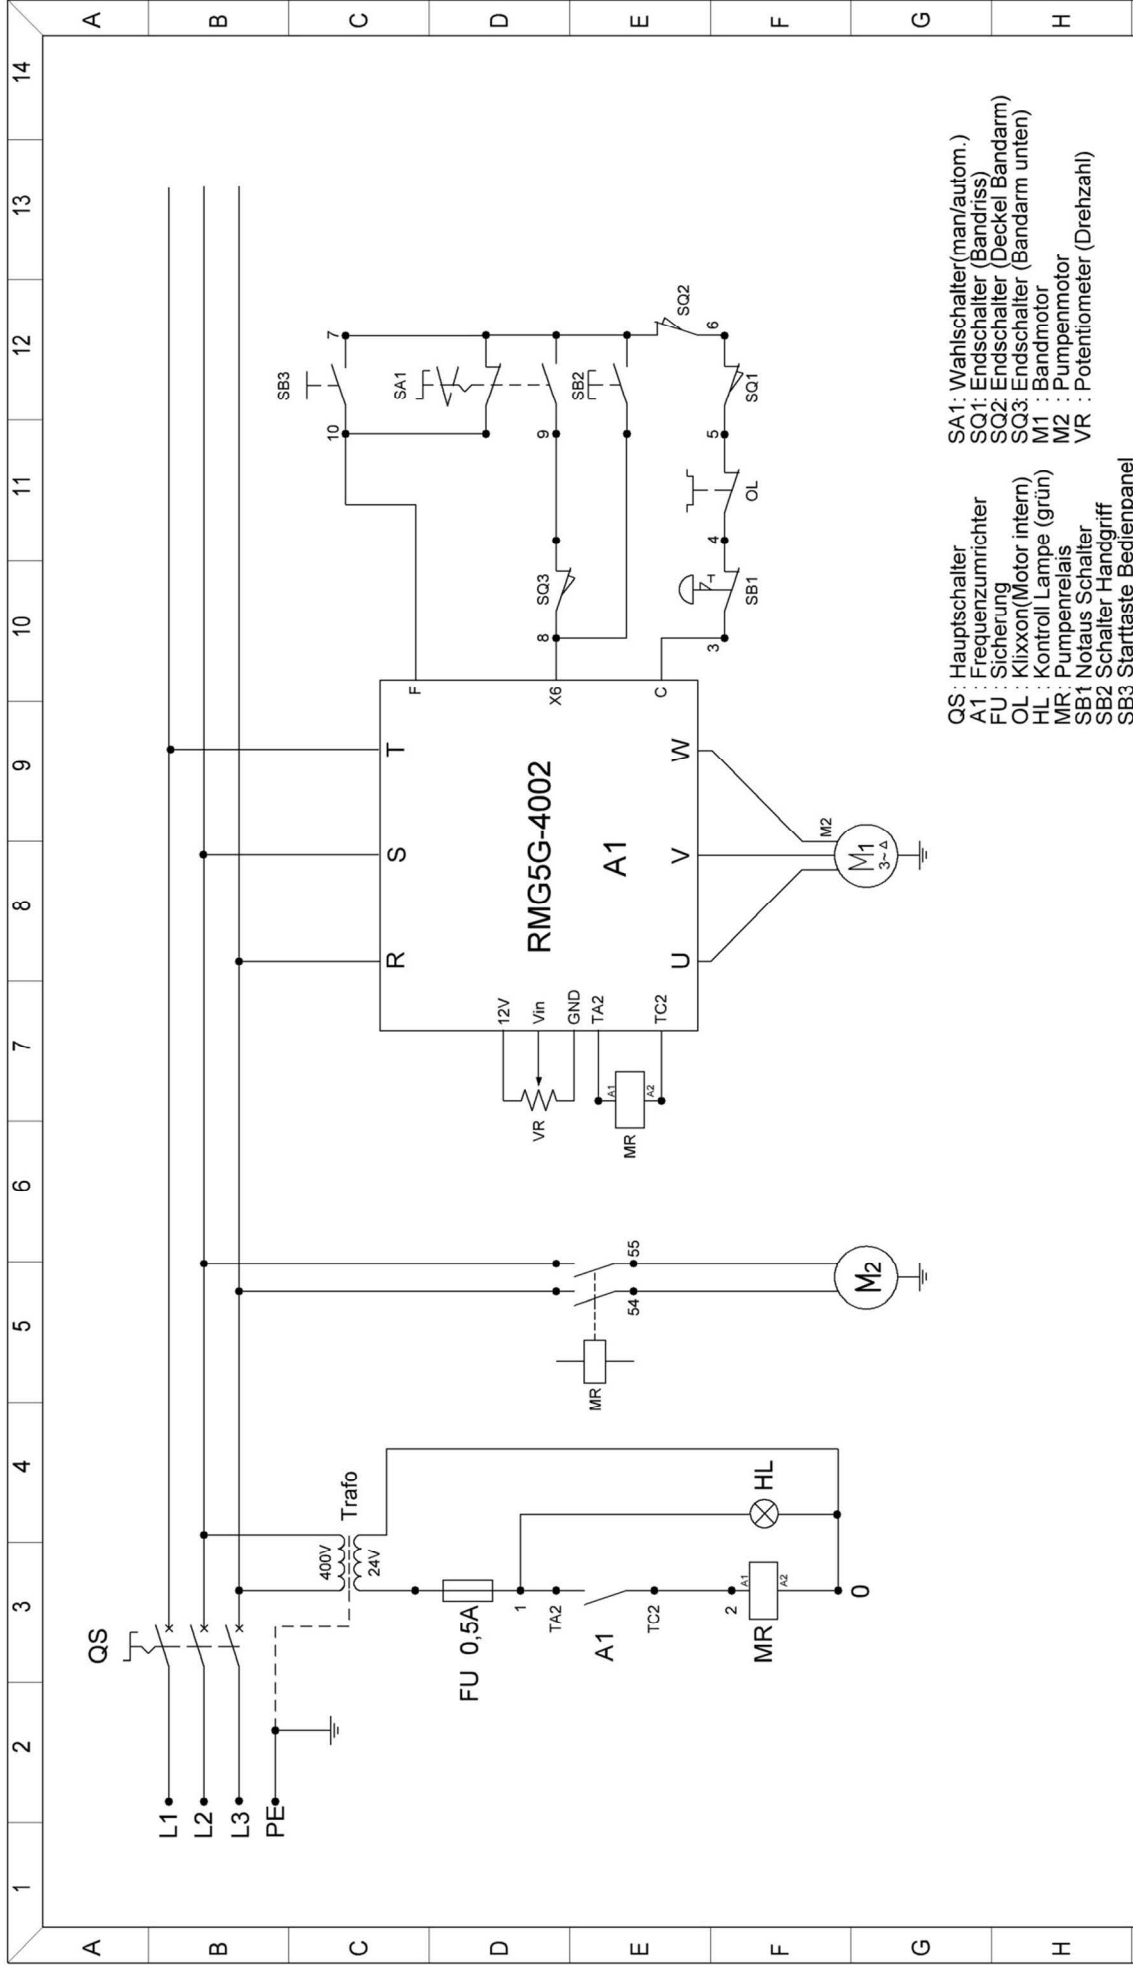 1 2 3 4 5 6 7 8 9 10 11 12 13 14
A
B
C
D
E
F
G
H
A
B
C
D
E
F
G
H
QS
L1
L2
L3
PE
400V
24V
Trafo
FU 0,5A
1
TA2
A1
TC2
2
MR
A1
A2
HL
0
MR
54
55
M2
VR
12V
Vin
GND
TA2
TC2
MR
A1
A2
R
S
T
RMG5G-4002
A1
U
V
W
F
X6
C
M1
3~Δ
M2
SB3
10
7
SA1
SQ3
8
9
SB2
SQ2
3
SB1
4
OL
5
SQ1
6
QS : Hauptschalter
A1 : Frequenzumrichter
FU : Sicherung
OL : Klixxon(Motor intern)
HL : Kontroll Lampe (grün)
MR : Pumpenrelais
SB1 Notaus Schalter
SB2 Schalter Handgriff
SB3 Starttaste Bedienpanel
SA1: Wahlschalter(man/autom.)
SQ1: Endschalter (Bandriss)
SQ2: Endschalter (Deckel Bandarm)
SQ3: Endschalter (Bandarm unten)
M1 : Bandmotor
M2 : Pumpenmotor
VR : Potentiometer (Drehzahl)